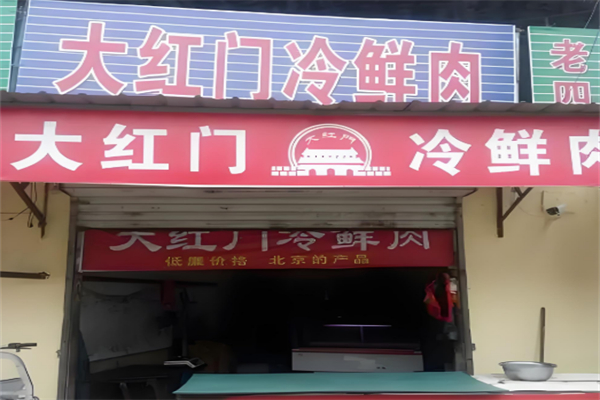 大红门冷鲜肉
老
四
大红门
大红门
冷鲜肉
大红门冷鲜肉
低廉价格 北京的产品